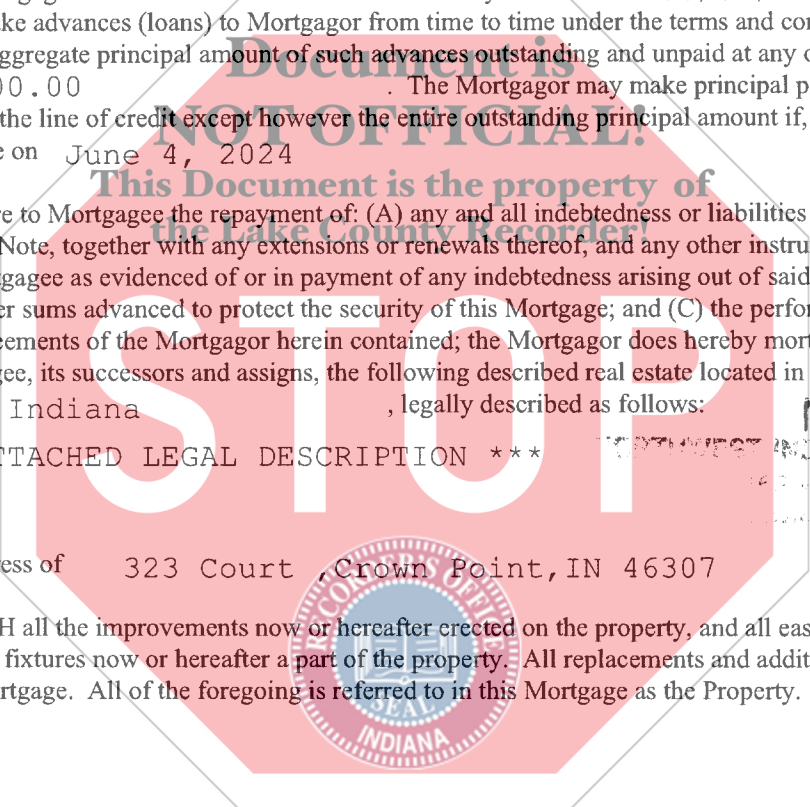 ke advances (loans) to Mortgagor from time to time under the terms and con
ggregate principal amount of such advances outstanding and unpaid at any o
Document is
00.00 . The Mortgagor may make principal p
the line of credit except however the entire outstanding principal amount if,
NOT OFFICIAL!
e on June 4, 2024
This Document is the property of
re to Mortgagee the repayment of: (A) any and all indebtedness or liabilities
the Lake County Recorder!
Note, together with any extensions or renewals thereof, and any other instru
gagee as evidenced of or in payment of any indebtedness arising out of said
er sums advanced to protect the security of this Mortgage; and (C) the perfor
eements of the Mortgagor herein contained; the Mortgagor does hereby mort
gee, its successors and assigns, the following described real estate located in
STOP
Indiana , legally described as follows:
TTACHED LEGAL DESCRIPTION ***
ess of 323 Court ,Crown Point,IN 46307
RECORDER'S OFFICE
H all the improvements now or hereafter erected on the property, and all eas
fixtures now or hereafter a part of the property. All replacements and addit
rtgage. All of the foregoing is referred to in this Mortgage as the Property.
SEAL
INDIANA